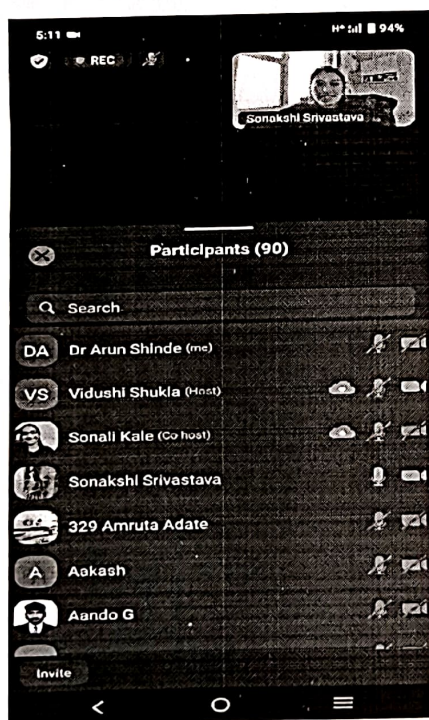 5:11
H+ 94%
REC
Sonakshi Srivastava
Participants (90)
Search
DA Dr Arun Shinde (me)
VS Vidushi Shukla (Host)
Sonali Kale (Co host)
Sonakshi Srivastava
329 Amruta Adate
A Aakash
Aando G
Invite